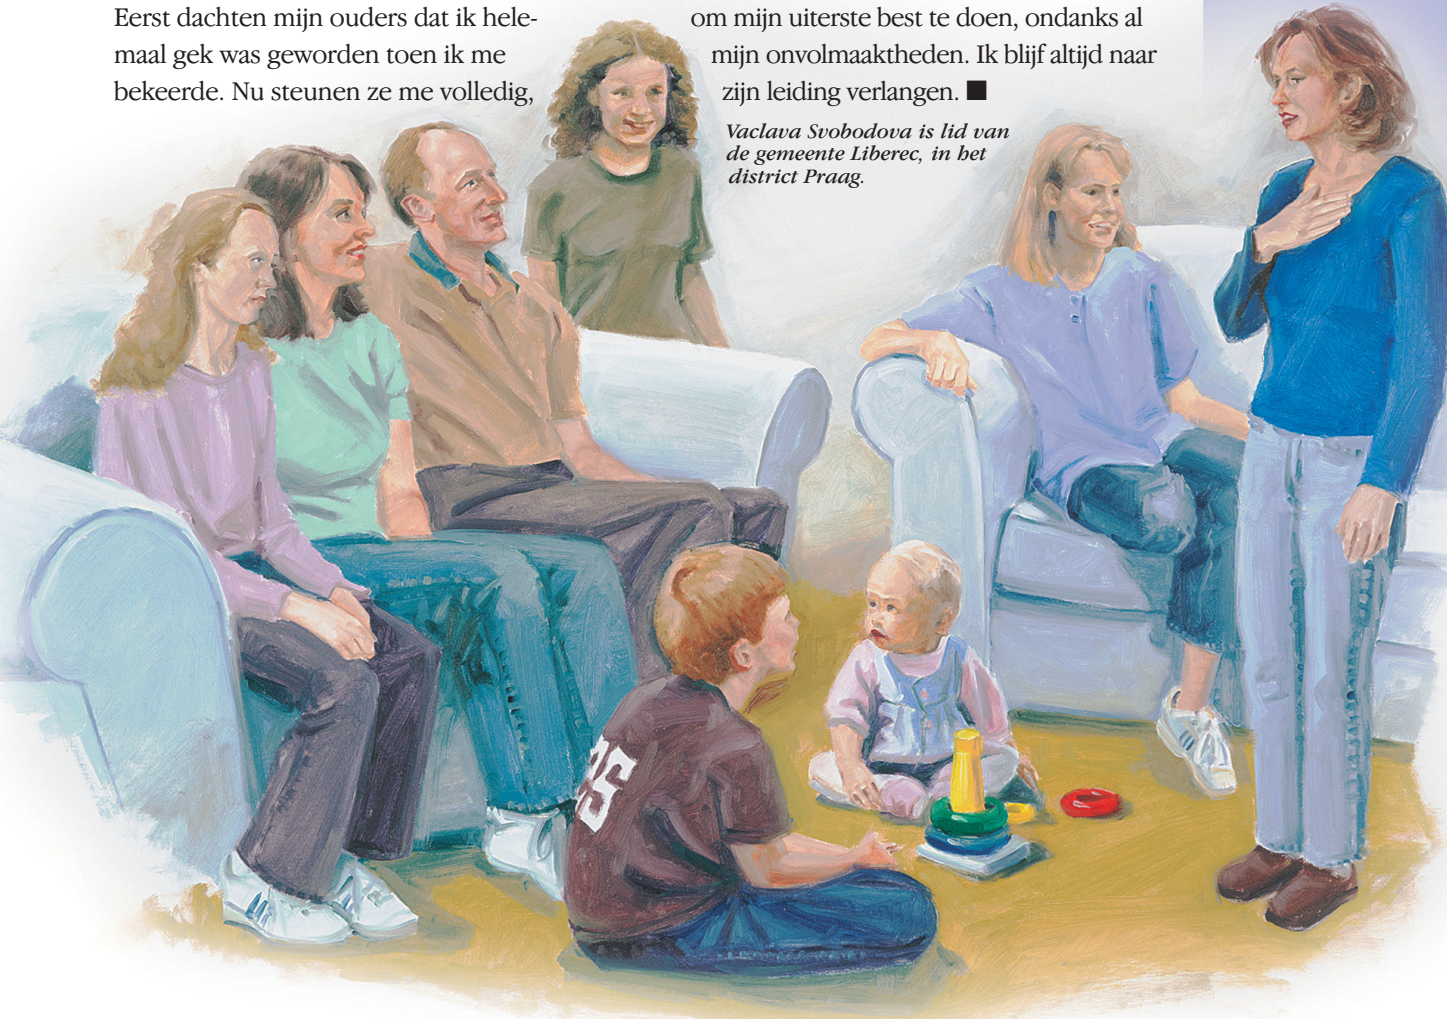 Eerst dachten mijn ouders dat ik hele-
maal gek was geworden toen ik me
bekeerde. Nu steunen ze me volledig,
om mijn uiterste best te doen, ondanks al
mijn onvolmaaktheden. Ik blijf altijd naar
zijn leiding verlangen. ■
Vaclava Svobodova is lid van
de gemeente Liberec, in het
district Praag.
25